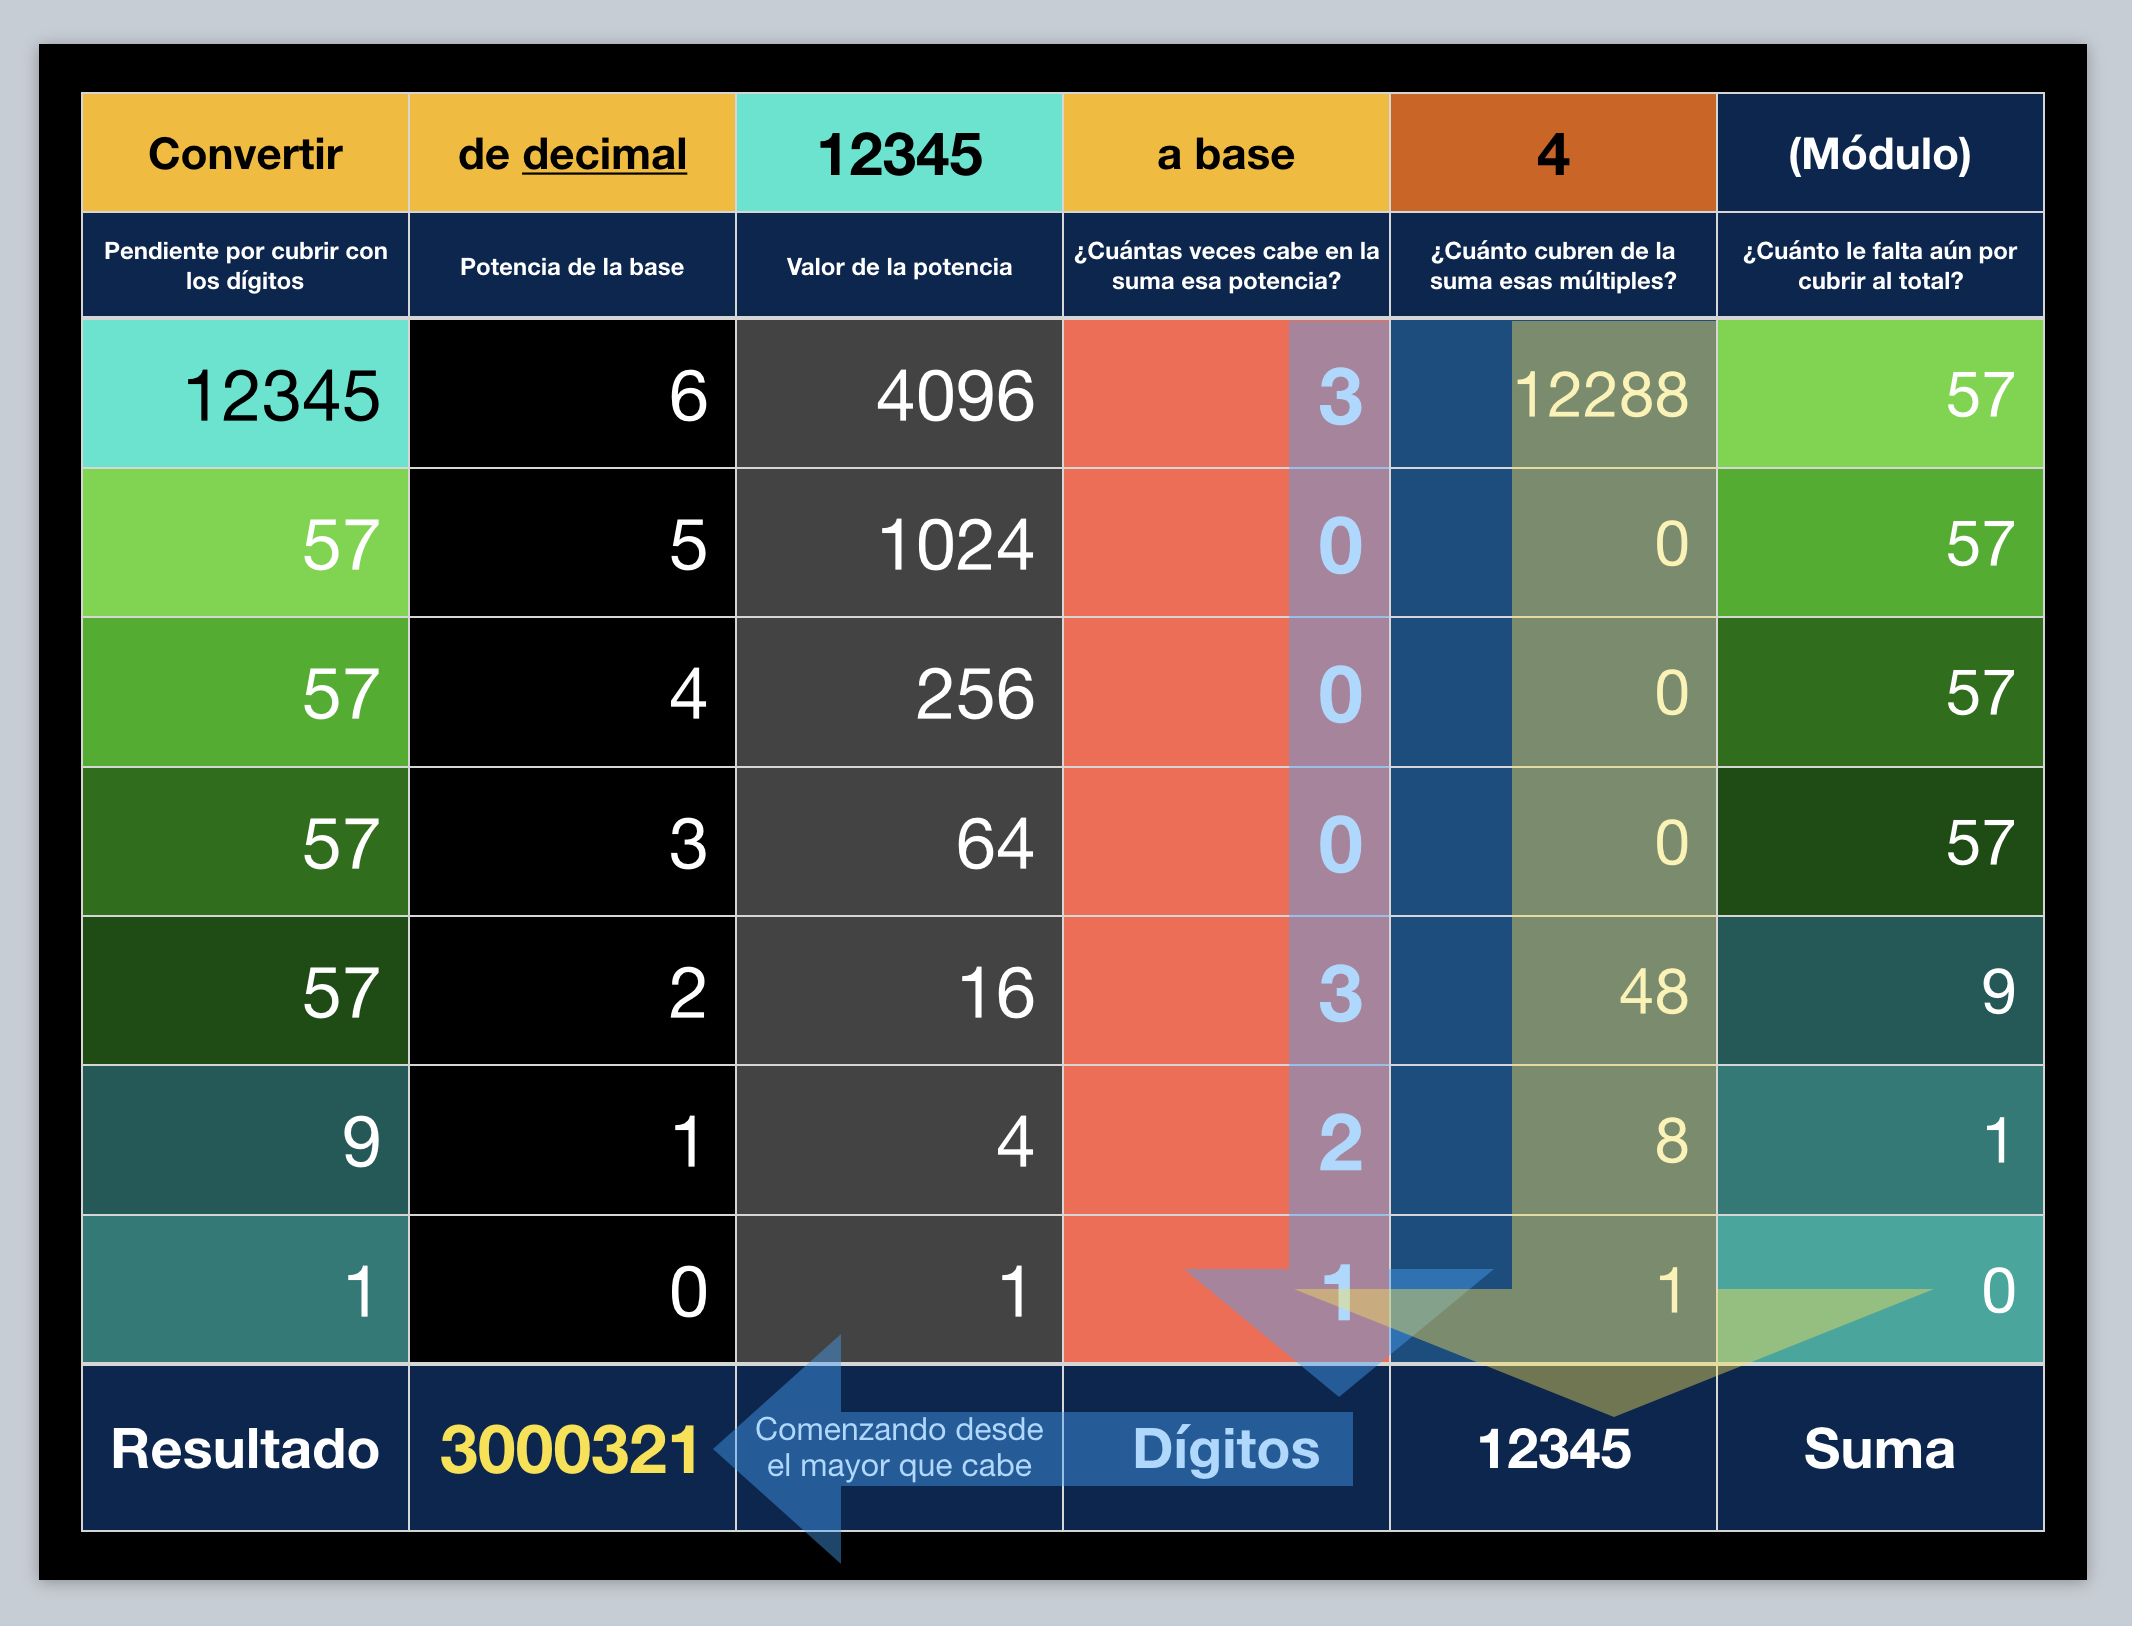 Convertir de decimal 12345 a base 4 (Módulo)
Pendiente por cubrir con los dígitos Potencia de la base Valor de la potencia ¿Cuántas veces cabe en la suma esa potencia? ¿Cuánto cubren de la suma esas múltiples? ¿Cuánto le falta aún por cubrir al total?
12345 6 4096 3 12288 57
57 5 1024 0 0 57
57 4 256 0 0 57
57 3 64 0 0 57
57 2 16 3 48 9
9 1 4 2 8 1
1 0 1 1 1 0
Resultado 3000321 Comenzando desde el mayor que cabe Dígitos 12345 Suma